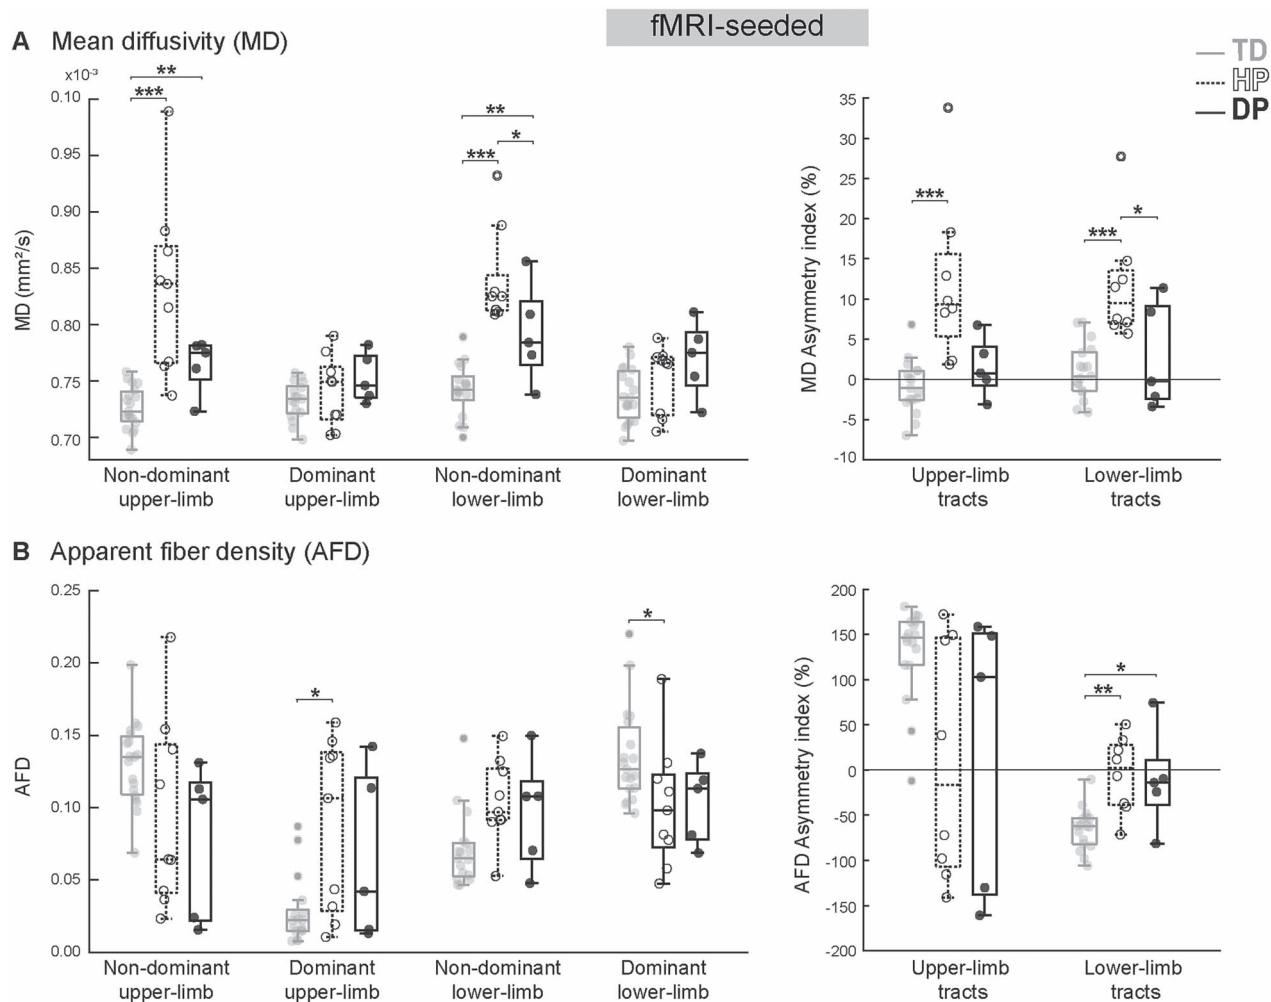 fMRI-seeded
A Mean diffusivity (MD)
TD
HP
DP
x10-3
0.10
0.95
0.90
0.85
0.80
0.75
0.70
MD (mm²/s)
** *** ** * ***
Non-dominant upper-limb
Dominant upper-limb
Non-dominant lower-limb
Dominant lower-limb
35
30
25
20
15
10
5
0
-5
-10
MD Asymmetry index (%)
*** *** *
Upper-limb tracts
Lower-limb tracts
B Apparent fiber density (AFD)
0.25
0.20
0.15
0.10
0.05
0.00
AFD
* *
Non-dominant upper-limb
Dominant upper-limb
Non-dominant lower-limb
Dominant lower-limb
200
150
100
50
0
-50
-100
-150
-200
AFD Asymmetry index (%)
* **
Upper-limb tracts
Lower-limb tracts